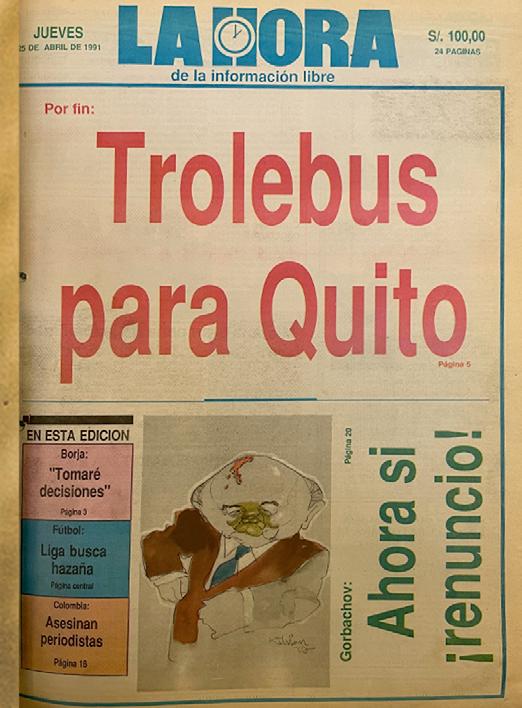 JUEVES
25 DE ABRIL DE 1991
LA HORA
de la información libre
S/. 100,00
24 PAGINAS
Por fin:
Trolebus
para Quito
Página 5
EN ESTA EDICION
Borja:
"Tomaré
decisiones"
Página 3
Fútbol:
Liga busca
hazaña
Página central
Colombia:
Asesinan
periodistas
Página 18
Página 20
Gorbachov:
Ahora si
¡renuncio!